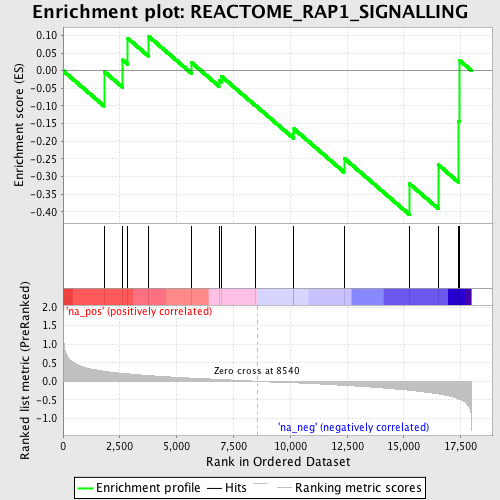 Enrichment plot: REACTOME_RAP1_SIGNALLING
Enrichment score (ES)
0.10
0.05
0.00
-0.05
-0.10
-0.15
-0.20
-0.25
-0.30
-0.35
-0.40
'na_pos' (positively correlated)
Ranked list metric (PreRanked)
2.0
1.5
1.0
0.5
0.0
-0.5
-1.0
Zero cross at 8540
'na_neg' (negatively correlated)
0 2,500 5,000 7,500 10,000 12,500 15,000 17,500
Rank in Ordered Dataset
Enrichment profile Hits Ranking metric scores